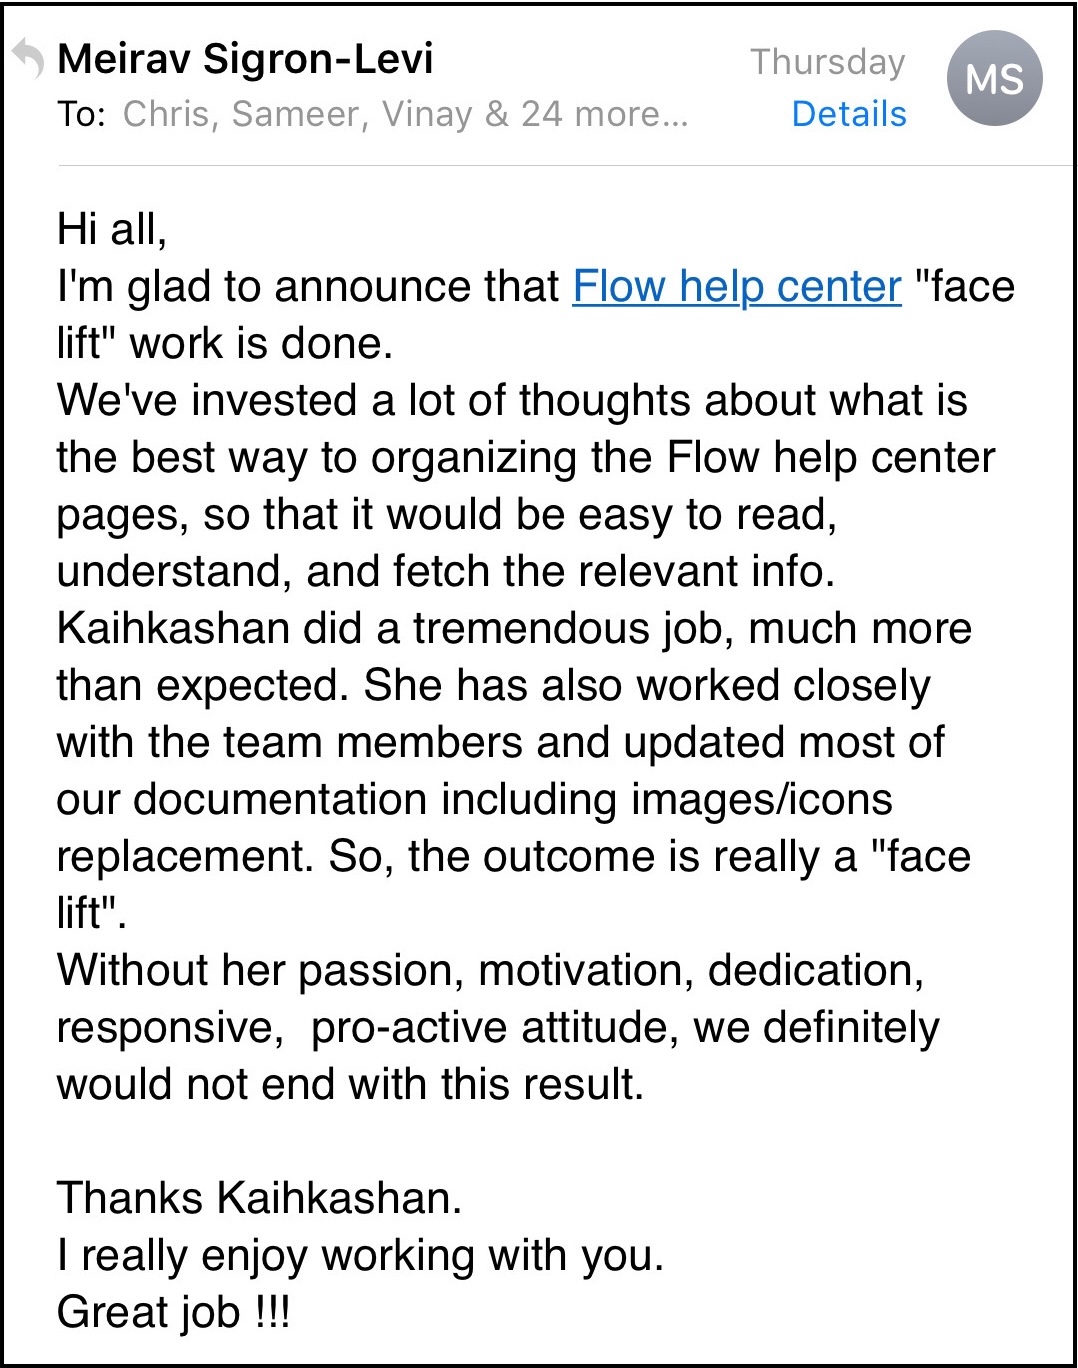 Meirav Sigron-Levi
Thursday
MS
To: Chris, Sameer, Vinay & 24 more...
Details
Hi all,
I'm glad to announce that Flow help center "face
lift" work is done.
We've invested a lot of thoughts about what is
the best way to organizing the Flow help center
pages, so that it would be easy to read,
understand, and fetch the relevant info.
Kaihkashan did a tremendous job, much more
than expected. She has also worked closely
with the team members and updated most of
our documentation including images/icons
replacement. So, the outcome is really a "face
lift".
Without her passion, motivation, dedication,
responsive,  pro-active attitude, we definitely
would not end with this result.
Thanks Kaihkashan.
I really enjoy working with you.
Great job !!!